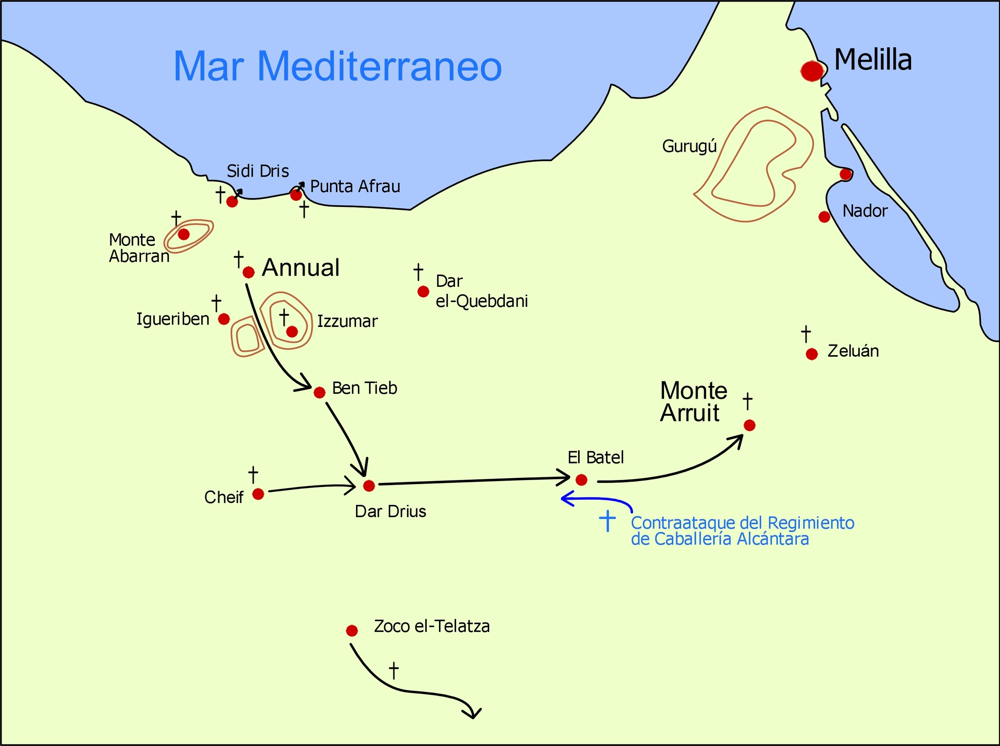 Mar Mediterraneo
Melilla
Gurugú
Sidi Dris
Punta Afrau
Nador
Monte
Abarran
Annual
Dar
el-Quebdani
Igueriben
Izzumar
Zeluán
Ben Tieb
Monte
Arruit
El Batel
Cheif
Dar Drius
Contraataque del Regimiento
de Caballería Alcántara
Zoco el-Telatza